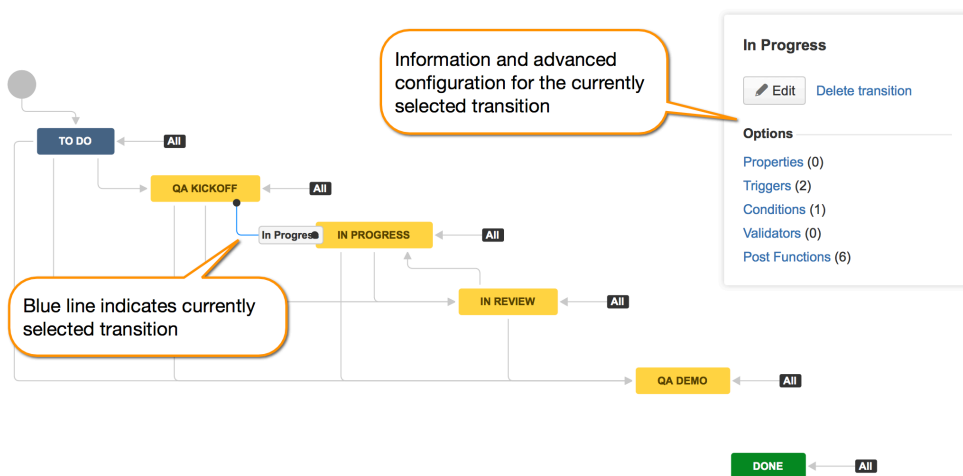 Information and advanced
configuration for the currently
selected transition
In Progress
Edit Delete transition
Options
Properties (0)
Triggers (2)
Conditions (1)
Validators (0)
Post Functions (6)
TO DO
All
QA KICKOFF
All
In Progress
IN PROGRESS
All
Blue line indicates currently
selected transition
IN REVIEW
All
QA DEMO
All
DONE
All